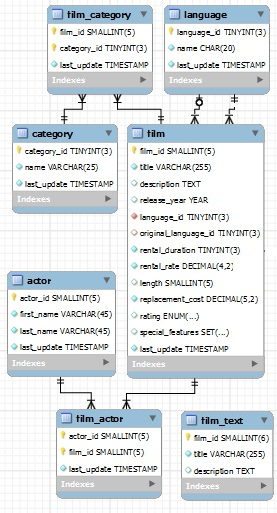 film_category
film_id SMALLINT(5)
category_id TINYINT(3)
last_update TIMESTAMP
Indexes
language
language_id TINYINT(3)
name CHAR(20)
last_update TIMESTAMP
Indexes
category
category_id TINYINT(3)
name VARCHAR(25)
last_update TIMESTAMP
Indexes
film
film_id SMALLINT(5)
title VARCHAR(255)
description TEXT
release_year YEAR
language_id TINYINT(3)
original_language_id TINYINT(3)
rental_duration TINYINT(3)
rental_rate DECIMAL(4,2)
length SMALLINT(5)
replacement_cost DECIMAL(5,2)
rating ENUM(...)
special_features SET(...)
last_update TIMESTAMP
Indexes
actor
actor_id SMALLINT(5)
first_name VARCHAR(45)
last_name VARCHAR(45)
last_update TIMESTAMP
Indexes
film_actor
actor_id SMALLINT(5)
film_id SMALLINT(5)
last_update TIMESTAMP
Indexes
film_text
film_id SMALLINT(6)
title VARCHAR(255)
description TEXT
Indexes